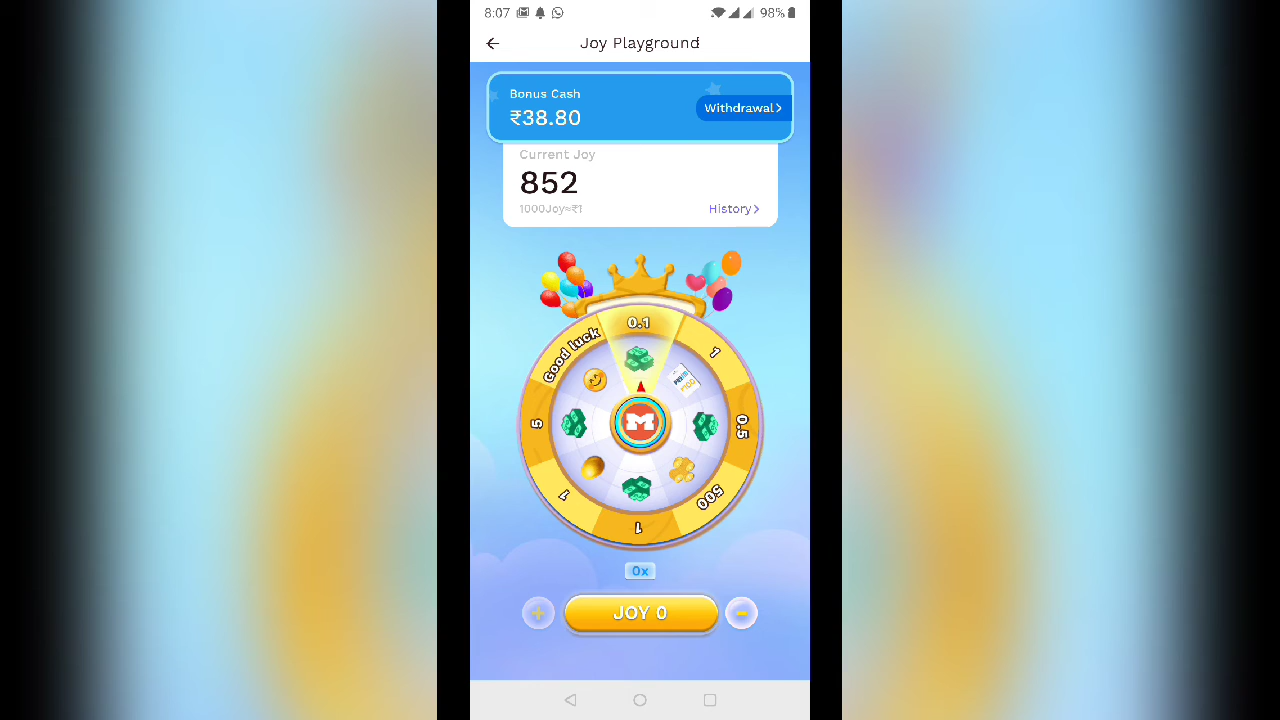 8:07 98%
Joy Playground
Bonus Cash
₹38.80
Withdrawal
Current Joy
852
1000Joy≈₹1
History
0.1
1
0.5
500
1
1
5
Good luck
M
0x
+ JOY 0 -